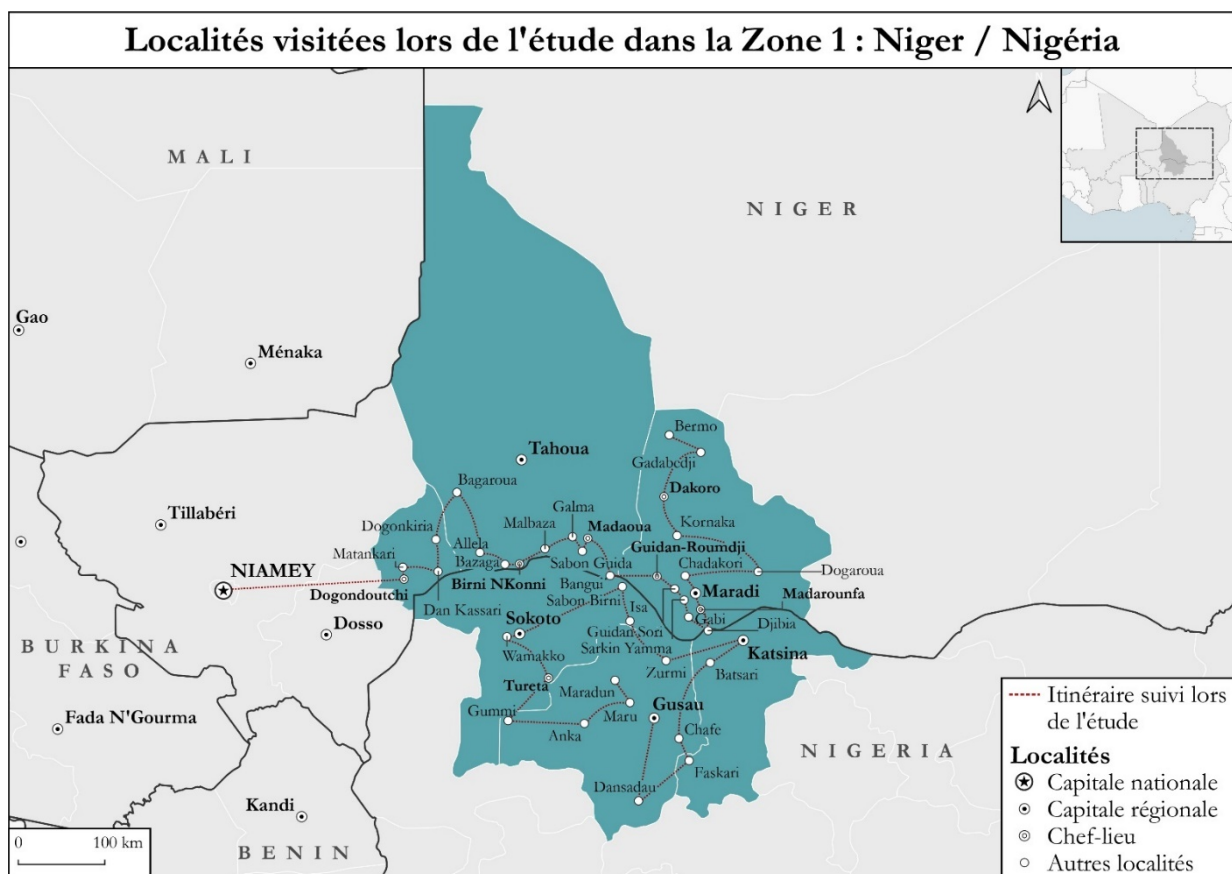 Localités visitées lors de l'étude dans la Zone 1 : Niger / Nigéria
N
MALI
NIGER
Gao
Ménaka
Bermo
Tahoua
Gadabedji
Bagaroua
Dakoro
Tillabéri
Galma
Malbaza
Madaoua
Kornaka
Dogonkiria
Allela
Guidan-Roumdji
Matankari
Bazaga
Sabon Guida
Chadakori
Dogaroua
NIAMEY
Birni NKonni
Bangui
Maradi
Madarounfa
Dogondoutchi
Dan Kassari
Sabon Birni
Isa
Gabi
Djibia
Dosso
Sokoto
Guidan-Sori
BURKINA
FASO
Wamakko
Sarkin Yamma
Katsina
Zurmi
Batsari
Tureta
Maradun
Fada N'Gourma
Gummi
Maru
Gusau
Anka
Chafe
NIGERIA
Faskari
Dansadau
Kandi
BENIN
0 100 km
Itinéraire suivi lors
de l'étude
Localités
Capitale nationale
Capitale régionale
Chef-lieu
Autres localités